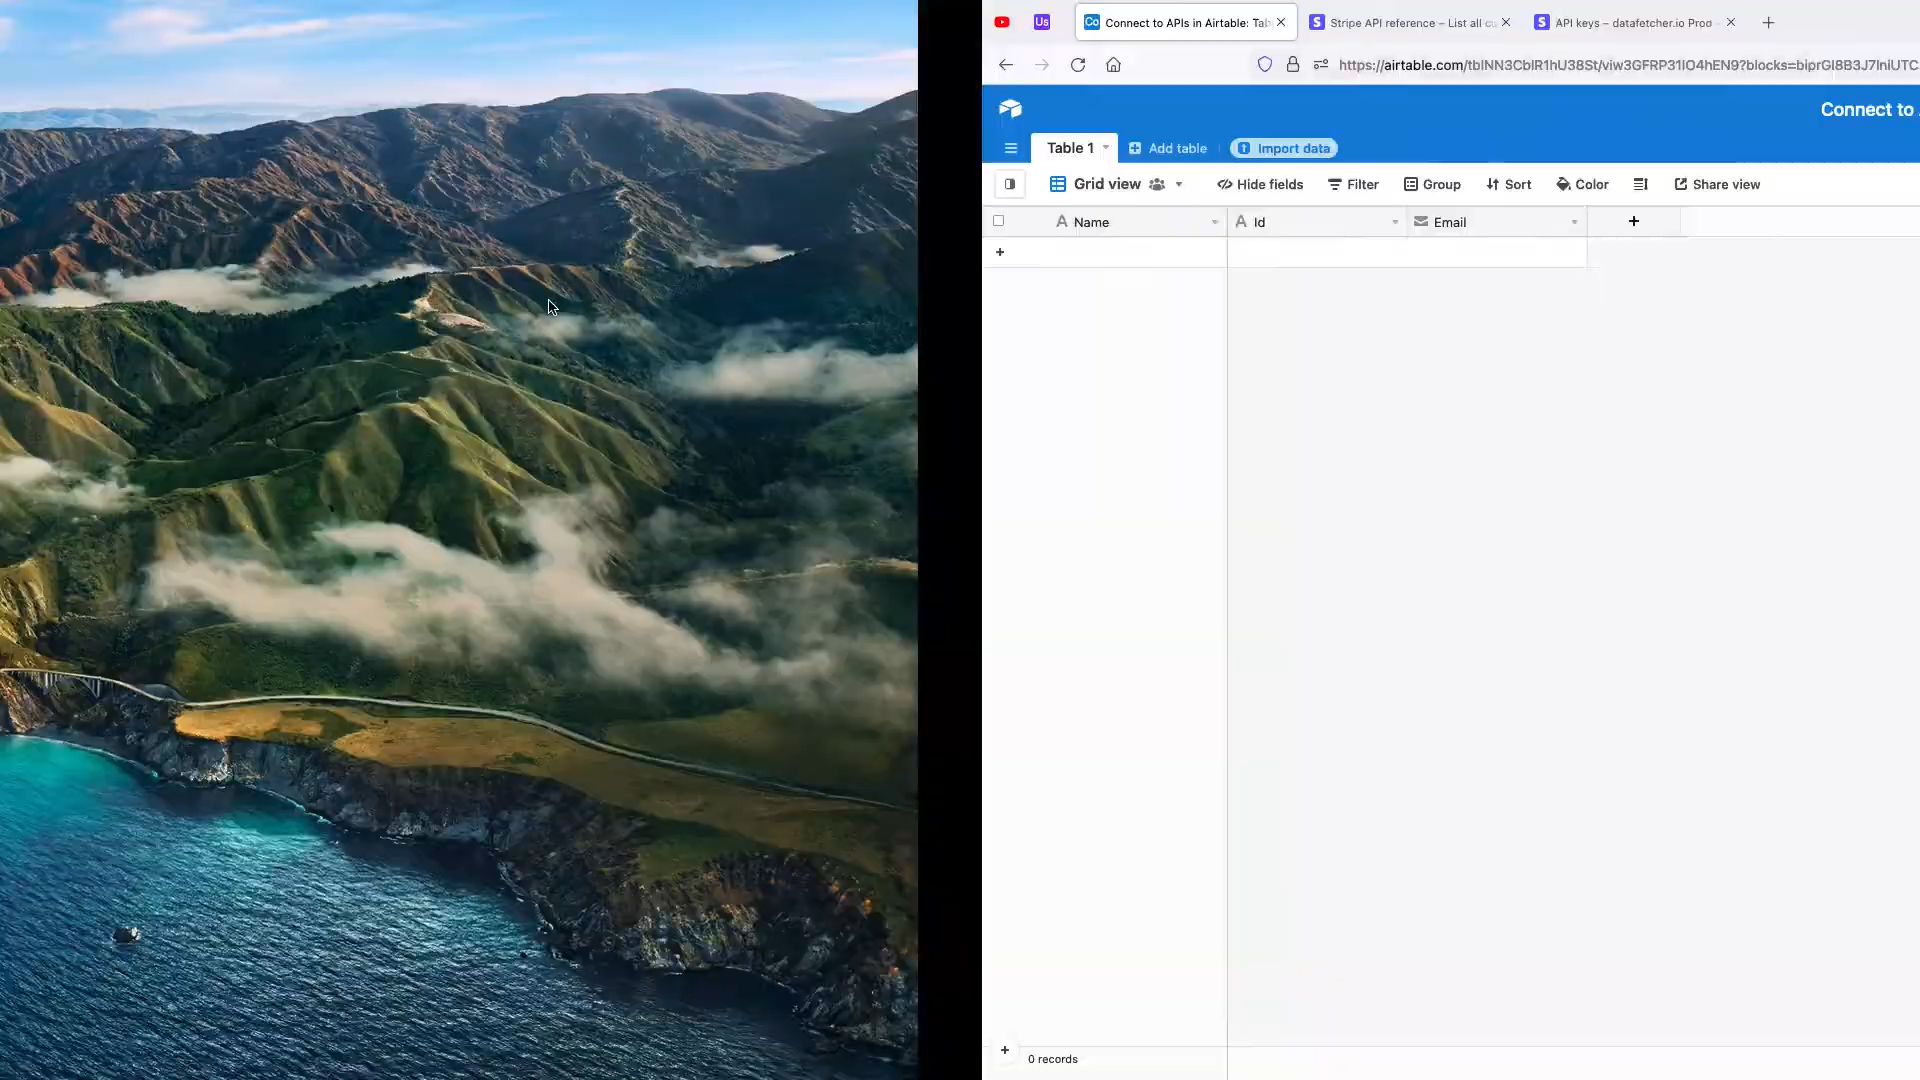 Us
Co Connect to APIs in Airtable: Tab
S Stripe API reference – List all cu
S API keys – datafetcher.io Prod –
https://airtable.com/tblNN3CblR1hU38St/viw3GFRP31IO4hEN9?blocks=biprGl8B3J7lniUTC
Connect to
Table 1
Add table
Import data
Grid view
Hide fields
Filter
Group
Sort
Color
Share view
A Name
A Id
Email
+
+
+ 0 records